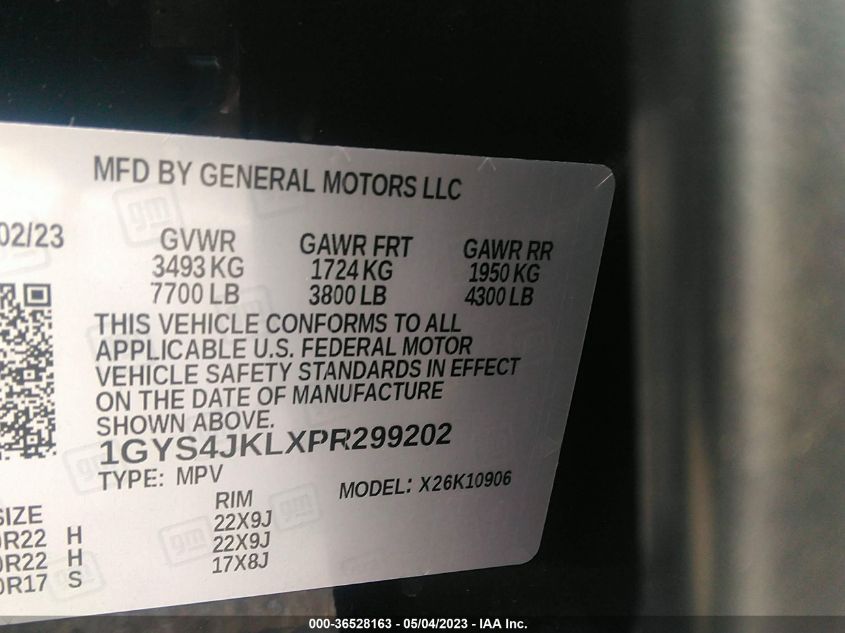 MFD BY GENERAL MOTORS LLC
02/23 GVWR GAWR FRT GAWR RR
3493 KG 1724 KG 1950 KG
7700 LB 3800 LB 4300 LB
THIS VEHICLE CONFORMS TO ALL
APPLICABLE U.S. FEDERAL MOTOR
VEHICLE SAFETY STANDARDS IN EFFECT
ON THE DATE OF MANUFACTURE
SHOWN ABOVE.
1GYS4JKLXPR299202
TYPE: MPV MODEL: X26K10906
SIZE RIM
0R22 H 22X9J
0R22 H 22X9J
0R17 S 17X8J
000-36528163 - 05/04/2023 - IAA Inc.